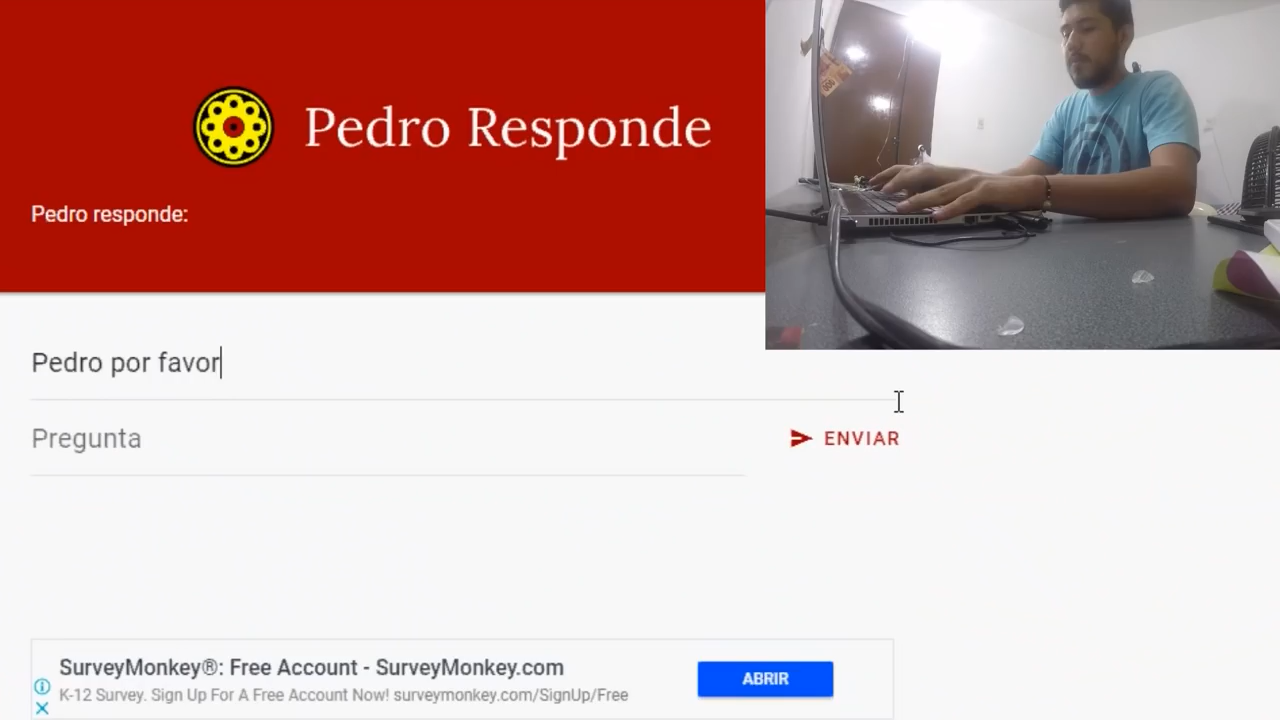 Pedro Responde
Pedro responde:
Pedro por favor
Pregunta
ENVIAR
SurveyMonkey®: Free Account - SurveyMonkey.com
K-12 Survey. Sign Up For A Free Account Now! surveymonkey.com/SignUp/Free
ABRIR